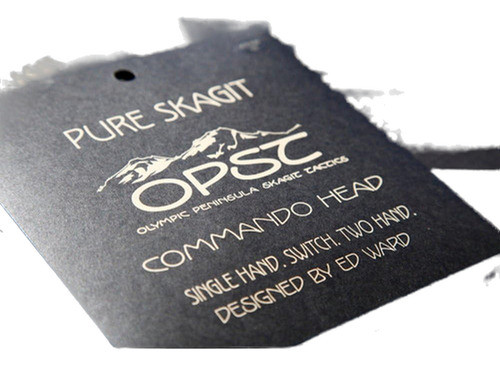 PURE SKAGIT
OPST
OLYMPIC PENINSULA SKAGIT TACTICS
COMMANDO HEAD
SINGLE HAND. SWITCH. TWO HAND.
DESIGNED BY ED WARD